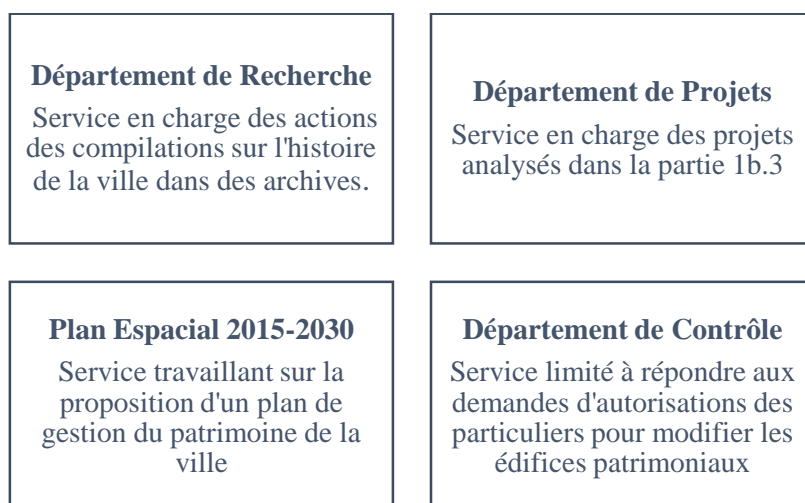 Département de Recherche
Service en charge des actions
des compilations sur l'histoire
de la ville dans des archives.
Département de Projets
Service en charge des projets
analysés dans la partie 1b.3
Plan Espacial 2015-2030
Service travaillant sur la
proposition d'un plan de
gestion du patrimoine de la
ville
Département de Contrôle
Service limité à répondre aux
demandes d'autorisations des
particuliers pour modifier les
édifices patrimoniaux